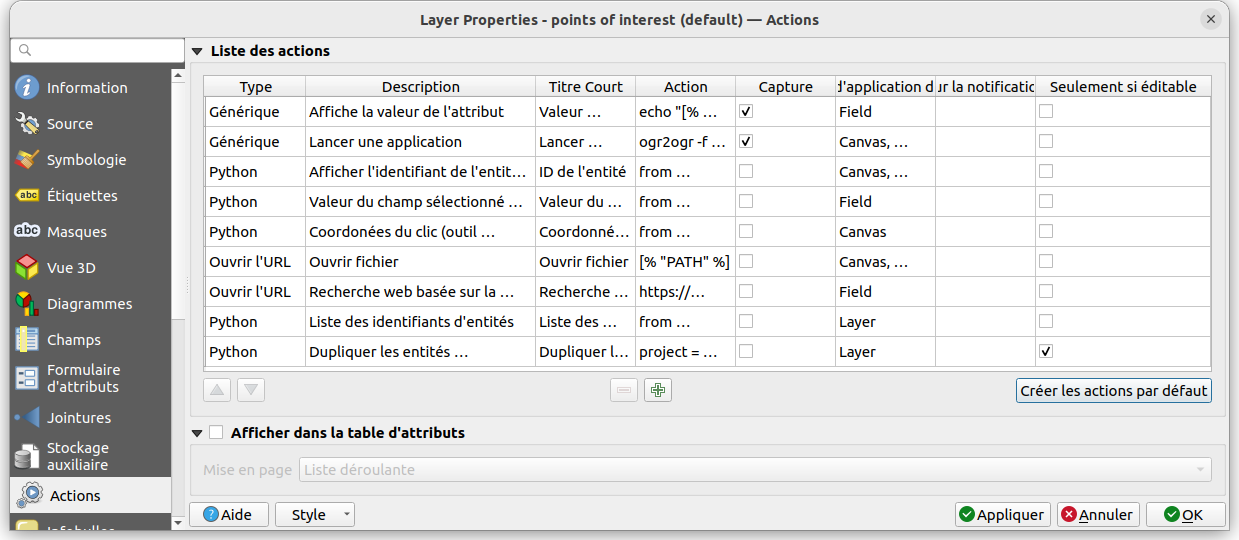 Layer Properties - points of interest (default) — Actions
Information
Source
Symbologie
Étiquettes
Masques
Vue 3D
Diagrammes
Champs
Formulaire
d'attributs
Jointures
Stockage
auxiliaire
Actions
Infobulles
Liste des actions
Type Description Titre Court Action Capture d'application d ur la notificatic Seulement si éditable
Générique Affiche la valeur de l'attribut Valeur … echo "[% … Field
Générique Lancer une application Lancer … ogr2ogr -f … Canvas, …
Python Afficher l'identifiant de l'entit… ID de l'entité from … Canvas, …
Python Valeur du champ sélectionné … Valeur du … from … Field
Python Coordonées du clic (outil … Coordonné… from … Canvas
Ouvrir l'URL Ouvrir fichier Ouvrir fichier [% "PATH" %] Canvas, …
Ouvrir l'URL Recherche web basée sur la … Recherche … https://… Field
Python Liste des identifiants d'entités Liste des … from … Layer
Python Dupliquer les entités … Dupliquer l… project = … Layer
Créer les actions par défaut
Afficher dans la table d'attributs
Mise en page Liste déroulante
Aide Style Appliquer Annuler OK